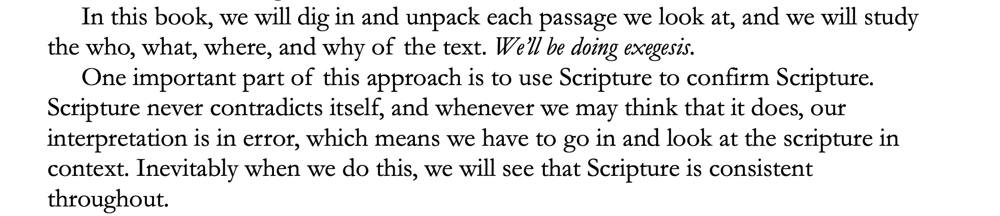 In this book, we will dig in and unpack each passage we look at, and we will study
the who, what, where, and why of the text. We'll be doing exegesis.
One important part of this approach is to use Scripture to confirm Scripture.
Scripture never contradicts itself, and whenever we may think that it does, our
interpretation is in error, which means we have to go in and look at the scripture in
context. Inevitably when we do this, we will see that Scripture is consistent
throughout.